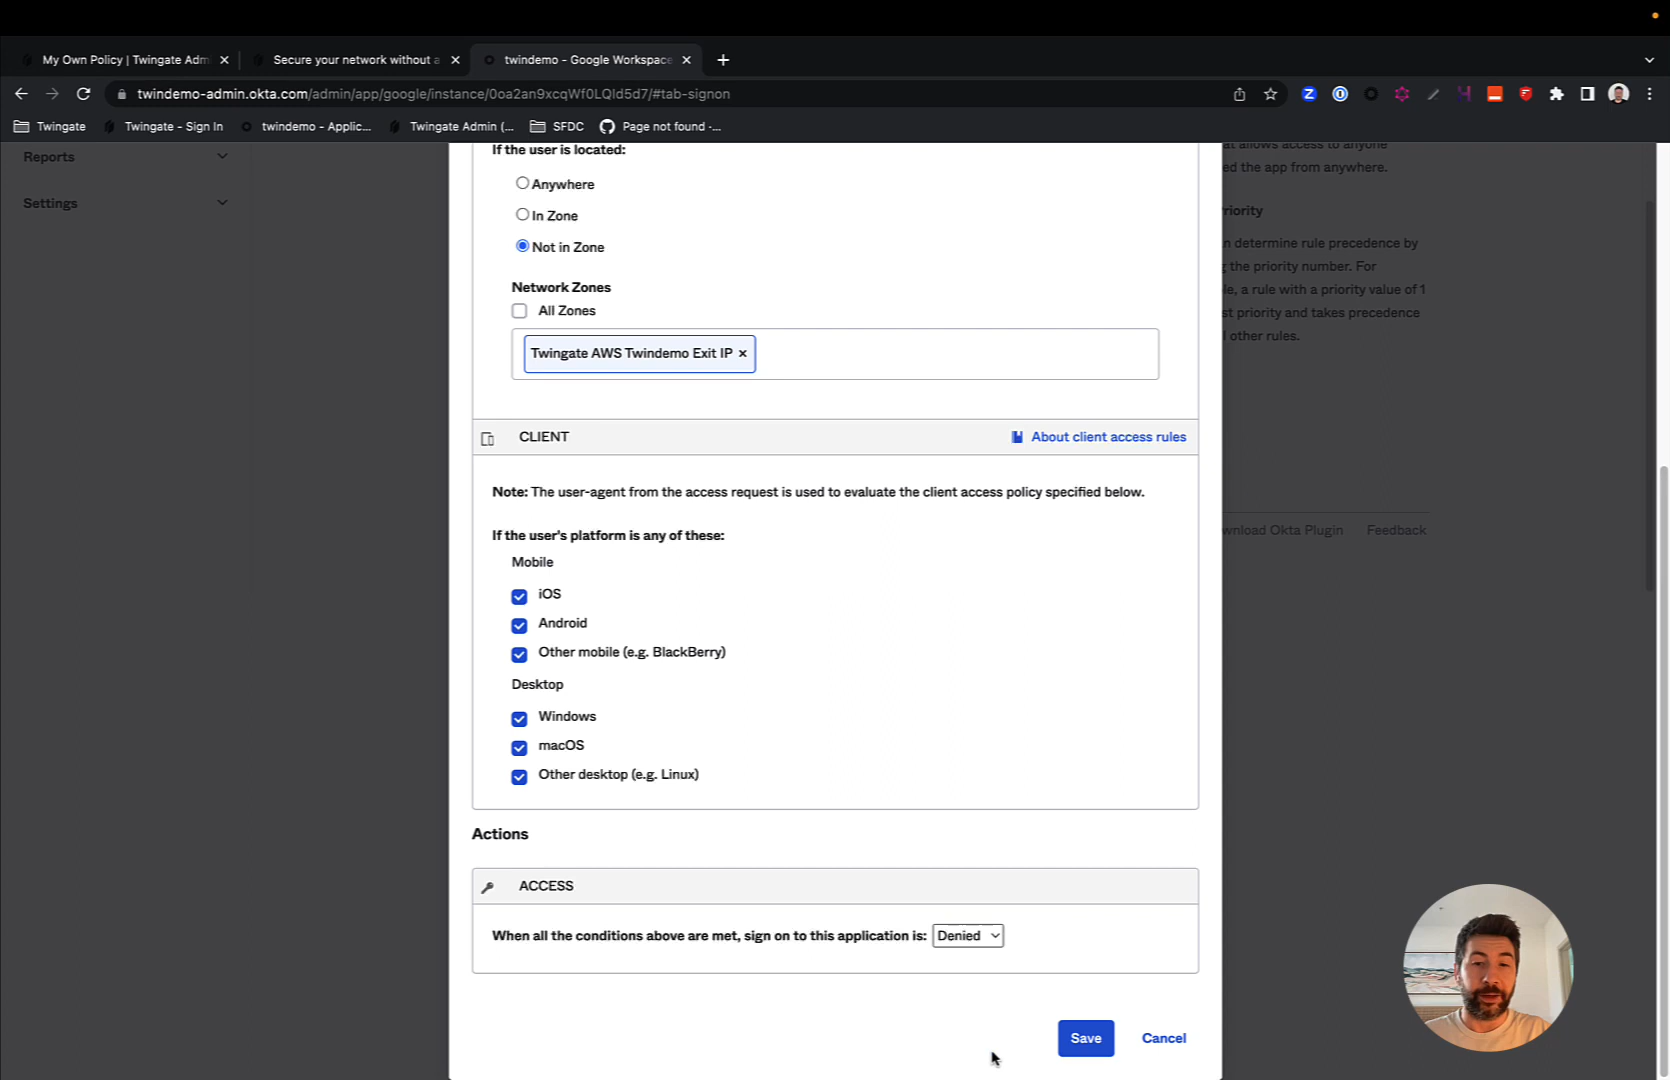 My Own Policy | Twingate Adm
Secure your network without a
twindemo - Google Workspace
twindemo-admin.okta.com/admin/app/google/instance/0oa2an9xcqWf0LQId5d7/#tab-signon
Twingate
Twingate - Sign In
twindemo - Applic...
Twingate Admin (...
SFDC
Page not found ·...
Reports
Settings
If the user is located:
Anywhere
In Zone
Not in Zone
Network Zones
All Zones
Twingate AWS Twindemo Exit IP ×
CLIENT
About client access rules
Note: The user-agent from the access request is used to evaluate the client access policy specified below.
If the user's platform is any of these:
Mobile
iOS
Android
Other mobile (e.g. BlackBerry)
Desktop
Windows
macOS
Other desktop (e.g. Linux)
Actions
ACCESS
When all the conditions above are met, sign on to this application is: Denied
Save
Cancel
at allows access to anyone
ed the app from anywhere.
riority
n determine rule precedence by
g the priority number. For
le, a rule with a priority value of 1
st priority and takes precedence
l other rules.
wnload Okta Plugin
Feedback